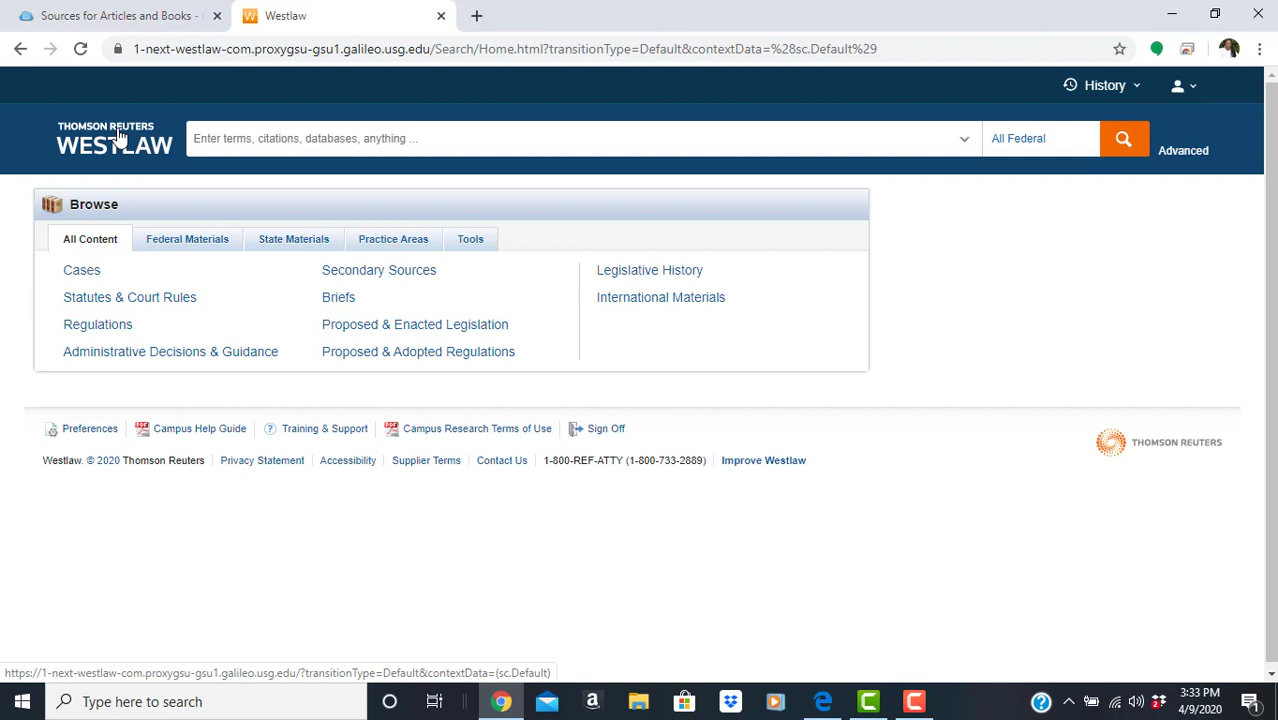 Sources for Articles and Books -
Westlaw
1-next-westlaw-com.proxygsu-gsu1.galileo.usg.edu/Search/Home.html?transitionType=Default&contextData=%28sc.Default%29
History
THOMSON REUTERS
WESTLAW
Enter terms, citations, databases, anything ...
All Federal
Advanced
Browse
All Content
Federal Materials
State Materials
Practice Areas
Tools
Cases
Statutes & Court Rules
Regulations
Administrative Decisions & Guidance
Secondary Sources
Briefs
Proposed & Enacted Legislation
Proposed & Adopted Regulations
Legislative History
International Materials
Preferences
Campus Help Guide
Training & Support
Campus Research Terms of Use
Sign Off
Westlaw. © 2020 Thomson Reuters
Privacy Statement
Accessibility
Supplier Terms
Contact Us
1-800-REF-ATTY (1-800-733-2889)
Improve Westlaw
THOMSON REUTERS
https://1-next-westlaw-com.proxygsu-gsu1.galileo.usg.edu/?transitionType=Default&contextData=(sc.Default)
Type here to search
3:33 PM
4/9/2020